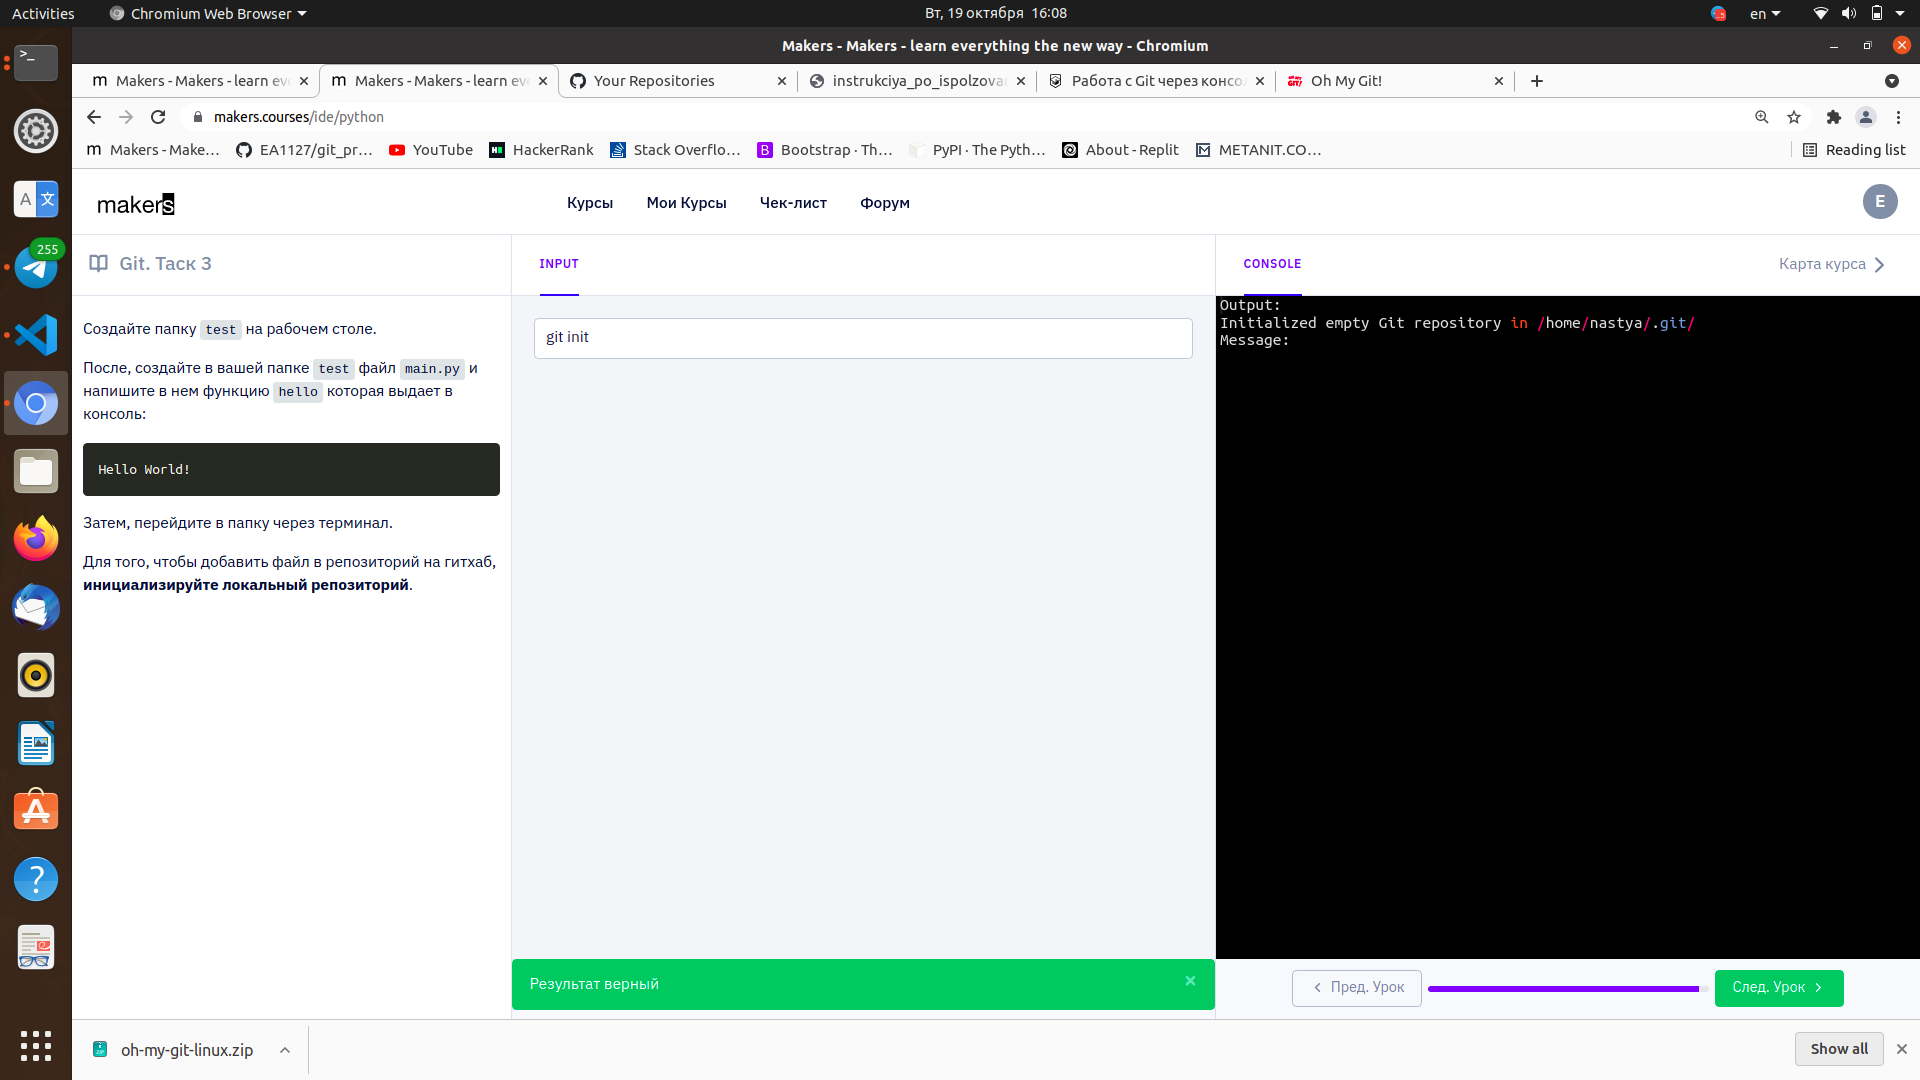 Activities
Chromium Web Browser
Вт, 19 октября 16:08
en
Makers - Makers - learn everything the new way - Chromium
m Makers - Makers - learn eve
m Makers - Makers - learn eve
Your Repositories
instrukciya_po_ispolzova
Работа с Git через консо
Oh My Git!
makers.courses/ide/python
m Makers - Make...
EA1127/git_pr...
YouTube
HackerRank
Stack Overflo...
B Bootstrap · Th...
PyPI · The Pyth...
About - Replit
METANIT.CO...
Reading list
makers
Курсы
Мои Курсы
Чек-лист
Форум
E
255
Git. Таск 3
INPUT
CONSOLE
Карта курса
Создайте папку test на рабочем столе.
После, создайте в вашей папке test файл main.py и
напишите в нем функцию hello которая выдает в
консоль:
Hello World!
Затем, перейдите в папку через терминал.
Для того, чтобы добавить файл в репозиторий на гитхаб,
инициализируйте локальный репозиторий.
git init
Output:
Initialized empty Git repository in /home/nastya/.git/
Message:
Результат верный
Пред. Урок
След. Урок
oh-my-git-linux.zip
Show all